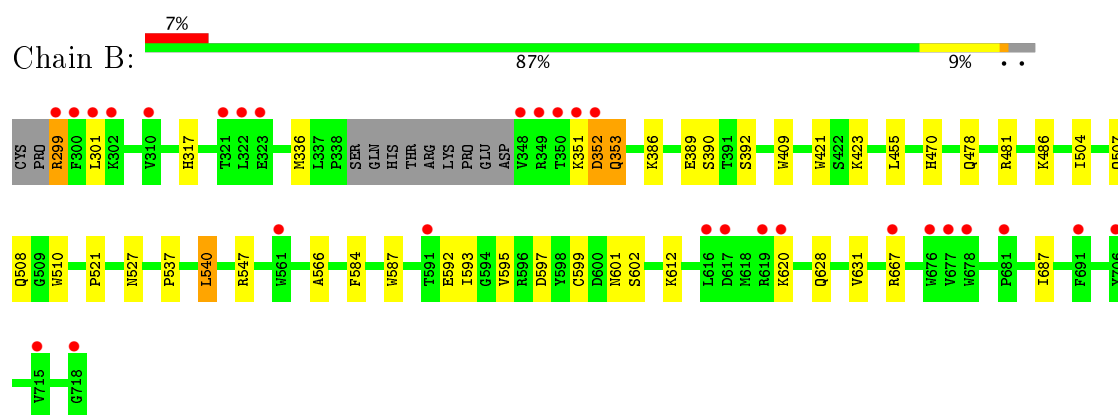 7%
Chain B:
87% 9% • •
CYS PRO R299 F300 L301 K302 V310 H317 T321 L322 E323 M336 L337 P338 SER GLN HIS THR ARG LYS PRO GLU ASP V348 R349 T350 K351 D352 Q353 K386 E389 S390 T391 S392 W409 W421 S422 K423 L455 H470 Q478 R481 K486 I504 Q507
Q508 G509 W510 P521 N527 P537 L540 R547 W561 A566 F584 W587 T591 E592 I593 G594 V595 R596 D597 Y598 C599 D600 N601 S602 K612 L616 D617 M618 R619 K620 Q628 V631 R667 W676 V677 W678 P681 I687 F691 Y706
V715 G718